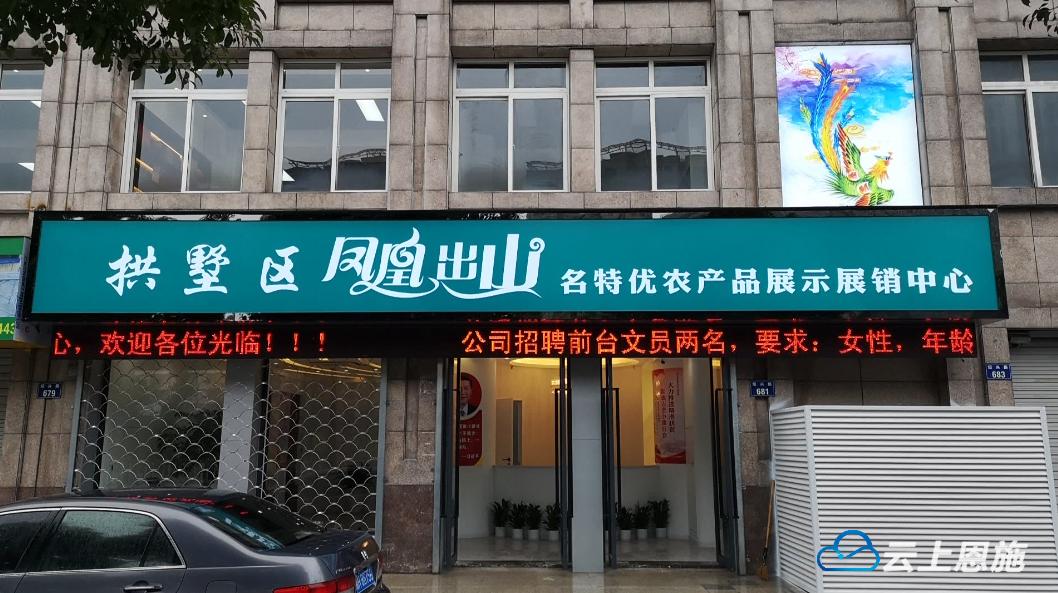 拱墅区 凤凰出山 名特优农产品展示展销中心
心，欢迎各位光临！！！ 公司招聘前台文员两名，要求：女性，年龄
679
681
683
云上恩施